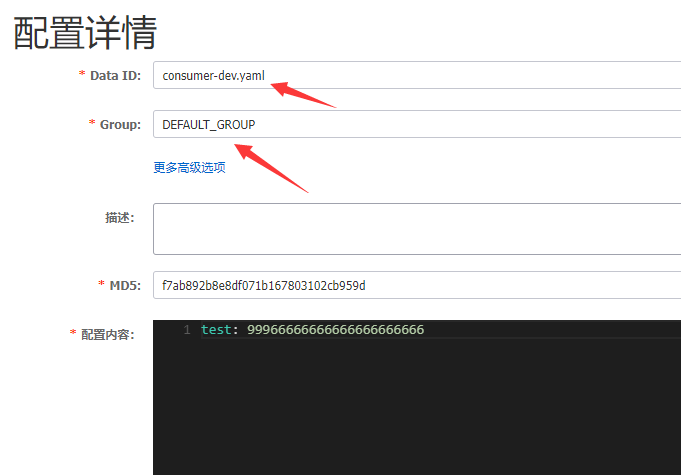 配置详情
* Data ID: consumer-dev.yaml
* Group: DEFAULT_GROUP
更多高级选项
描述:
* MD5: f7ab892b8e8df071b167803102cb959d
* 配置内容:
1 test: 99966666666666666666666